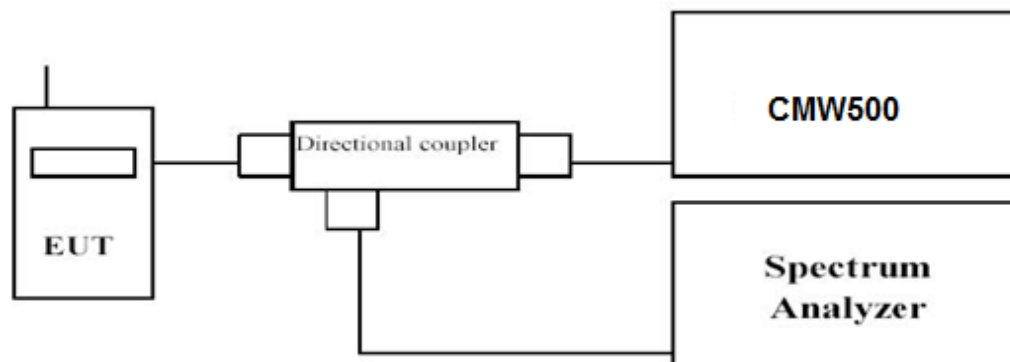 CMW500
Directional coupler
EUT
Spectrum
Analyzer